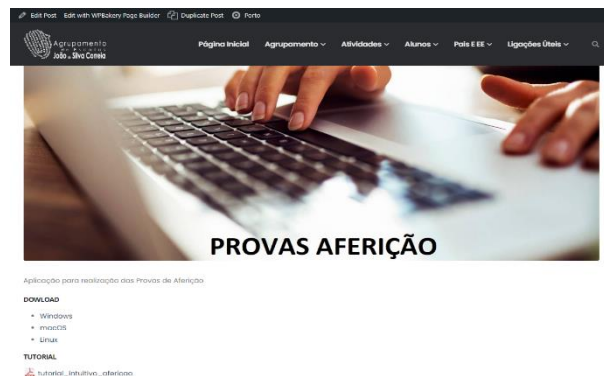 Edit Post Edit with WPBakery Page Builder Duplicate Post Porto
Agrupamento
de Escolas
João da Silva Correia
Página Inicial Agrupamento Atividades Alunos Pais E EE Ligações Úteis
PROVAS AFERIÇÃO
Aplicação para realização das Provas de Aferição
DOWLOAD
Windows
macOS
Linux
TUTORIAL
tutorial_intuitivo_afericao